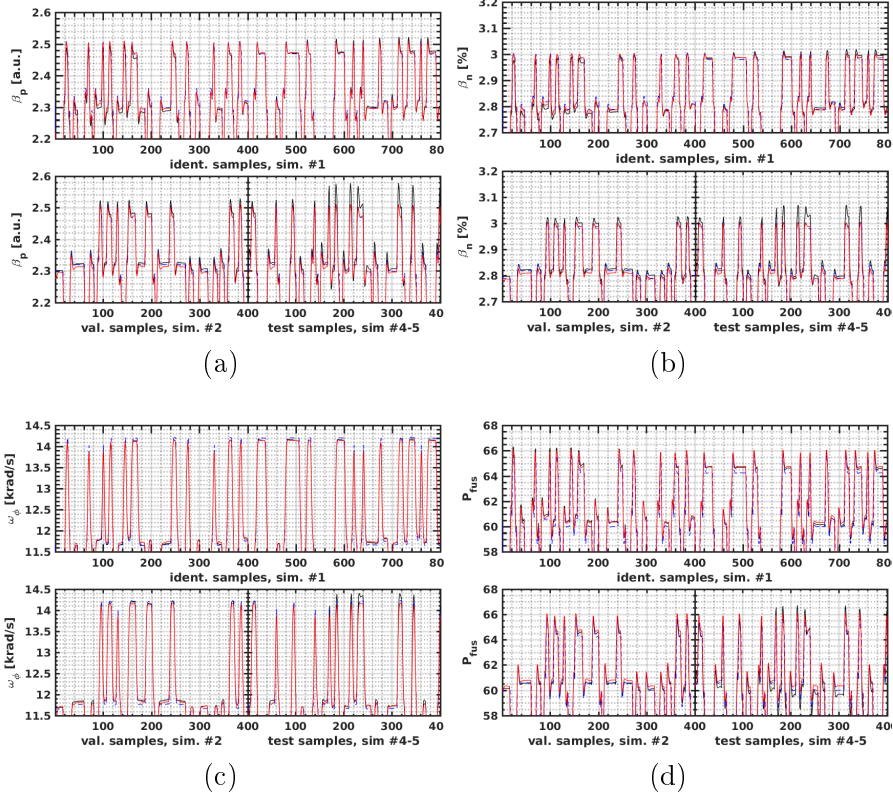 2.6
2.5
2.4
2.3
2.2
β_p [a.u.]
100 200 300 400 500 600 700 80
ident. samples, sim. #1
2.6
2.5
2.4
2.3
2.2
β_p [a.u.]
100 200 300 400 100 200 300 40
val. samples, sim. #2 test samples, sim #4-5
(a)
3.2
3.1
3
2.9
2.8
2.7
β_n [%]
100 200 300 400 500 600 700 80
ident. samples, sim. #1
3.2
3.1
3
2.9
2.8
2.7
β_n [%]
100 200 300 400 100 200 300 40
val. samples, sim. #2 test samples, sim #4-5
(b)
14.5
14
13.5
13
12.5
12
11.5
ω_ϕ [krad/s]
100 200 300 400 500 600 700 80
ident. samples, sim. #1
14.5
14
13.5
13
12.5
12
11.5
ω_ϕ [krad/s]
100 200 300 400 100 200 300 40
val. samples, sim. #2 test samples, sim #4-5
(c)
68
66
64
62
60
58
P_fus
100 200 300 400 500 600 700 80
ident. samples, sim. #1
68
66
64
62
60
58
P_fus
100 200 300 400 100 200 300 40
val. samples, sim. #2 test samples, sim #4-5
(d)